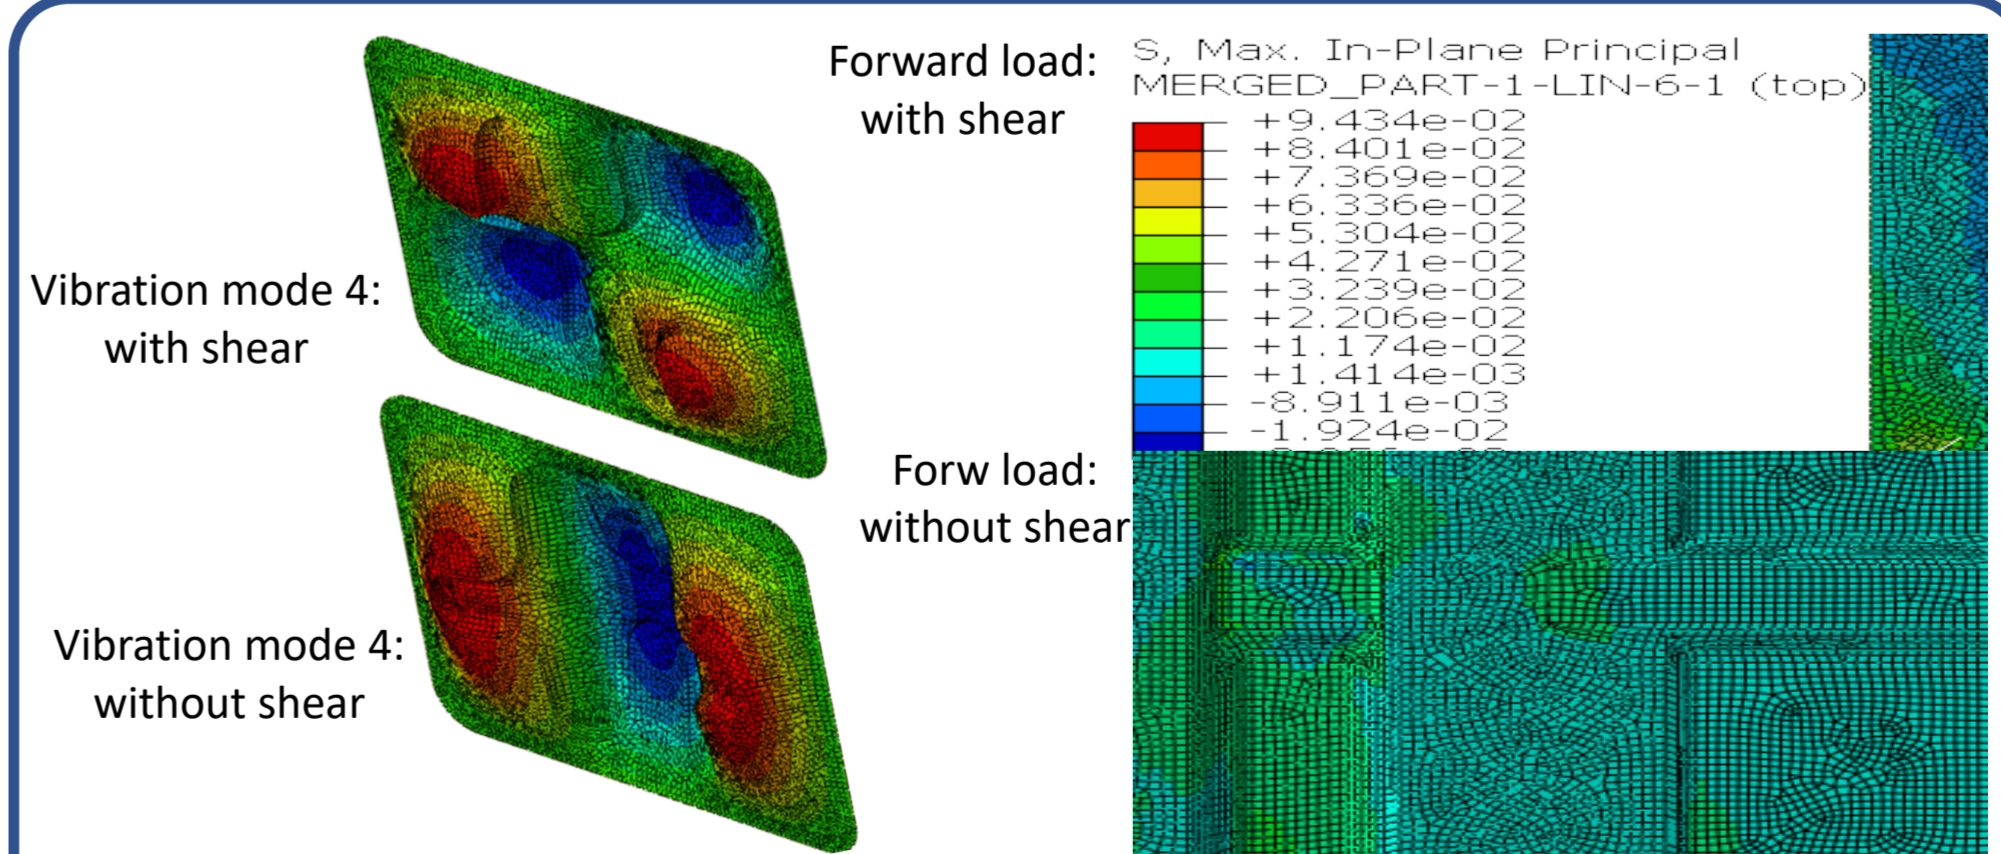 Forward load:
with shear
S, Max. In-Plane Principal
MERGED_PART-1-LIN-6-1 (top)
+9.434e-02
+8.401e-02
+7.369e-02
+6.336e-02
+5.304e-02
+4.271e-02
+3.239e-02
+2.206e-02
+1.174e-02
+1.414e-03
-8.911e-03
-1.924e-02
Vibration mode 4:
with shear
Forw load:
without shear
Vibration mode 4:
without shear